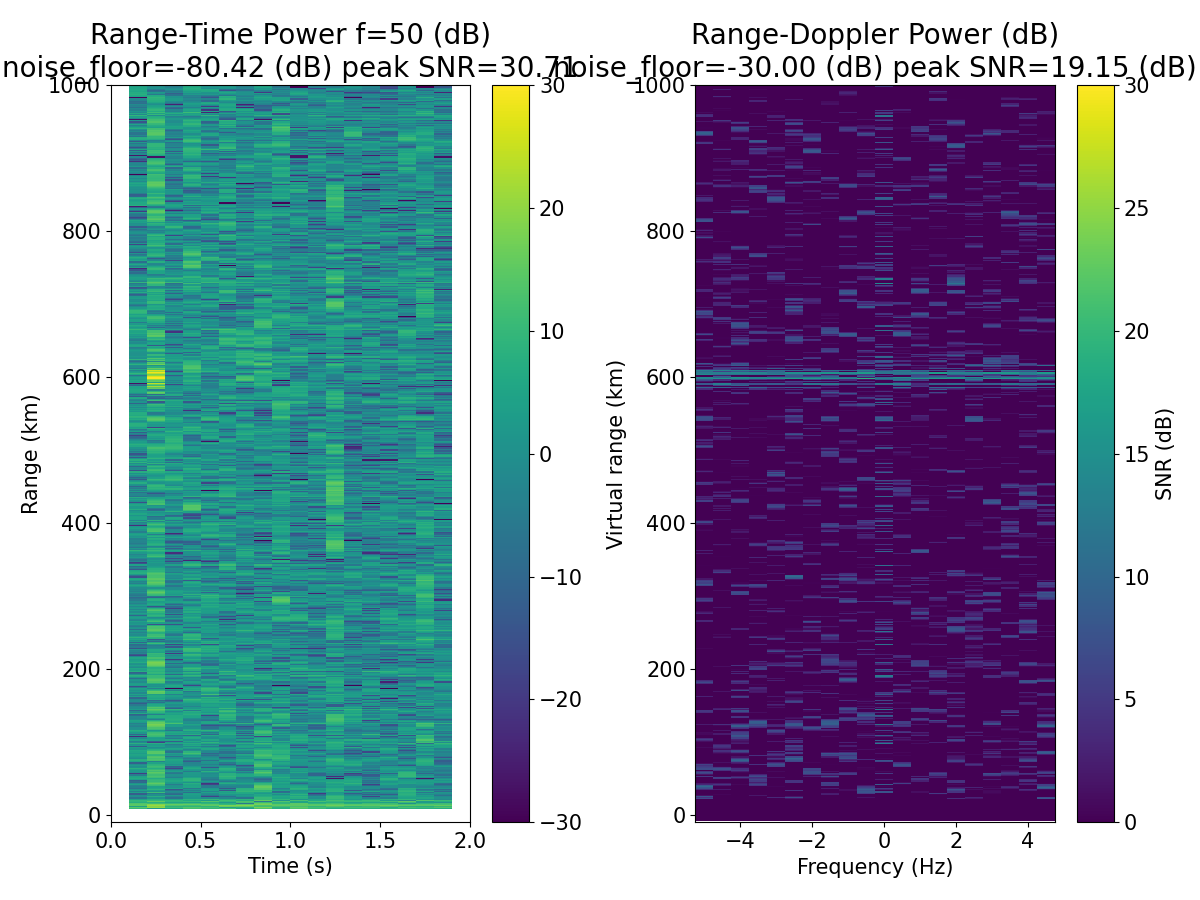 Range-Time Power f=50 (dB)
noise_floor=-80.42 (dB) peak SNR=30.71
Range-Doppler Power (dB)
noise_floor=-30.00 (dB) peak SNR=19.15 (dB)
1000
800
600
400
200
0
Range (km)
0.0 0.5 1.0 1.5 2.0
Time (s)
30
20
10
0
−10
−20
−30
1000
800
600
400
200
0
Virtual range (km)
−4 −2 0 2 4
Frequency (Hz)
30
25
20
15
10
5
0
SNR (dB)